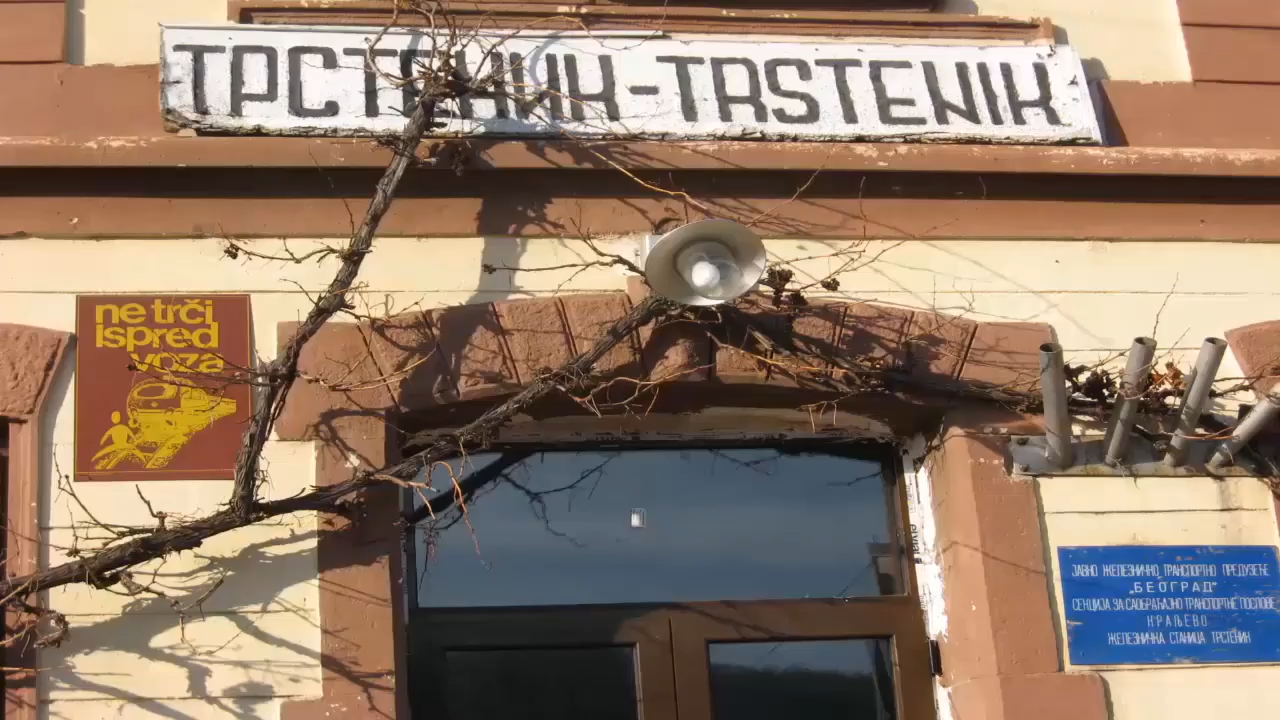 ТРСТЕНИК-TRSTENIK
ne trči
ispred
voza
ЈАВНО ЖЕЛЕЗНИЧКО ТРАНСПОРТНО ПРЕДУЗЕЋЕ
„БЕОГРАД“
СЕКЦИЈА ЗА САОБРАЋАЈНО ТРАНСПОРТНЕ ПОСЛОВЕ
КРАЉЕВО
ЖЕЛЕЗНИЧКА СТАНИЦА ТРСТЕНИК